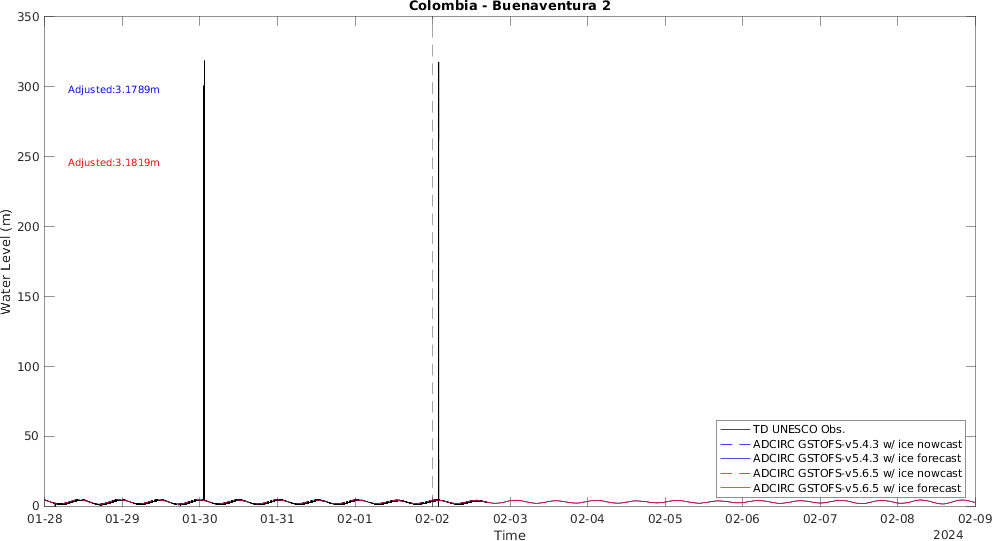 Colombia - Buenaventura 2
350
300
250
200
150
100
50
0
Water Level (m)
Adjusted:3.1789m
Adjusted:3.1819m
TD UNESCO Obs.
ADCIRC GSTOFS-v5.4.3 w/ ice nowcast
ADCIRC GSTOFS-v5.4.3 w/ ice forecast
ADCIRC GSTOFS-v5.6.5 w/ ice nowcast
ADCIRC GSTOFS-v5.6.5 w/ ice forecast
01-28 01-29 01-30 01-31 02-01 02-02 02-03 02-04 02-05 02-06 02-07 02-08 02-09
Time
2024